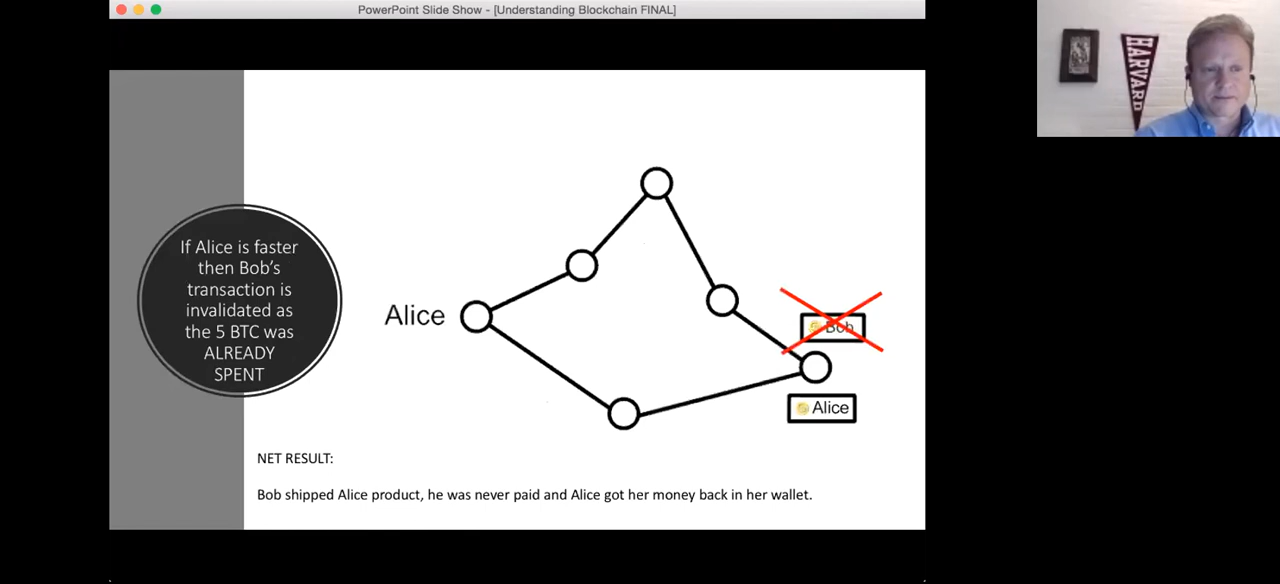 PowerPoint Slide Show - [Understanding Blockchain FINAL]
HARVARD
If Alice is faster
then Bob's
transaction is
invalidated as
the 5 BTC was
ALREADY
SPENT
Alice
Bob
Alice
NET RESULT:
Bob shipped Alice product, he was never paid and Alice got her money back in her wallet.